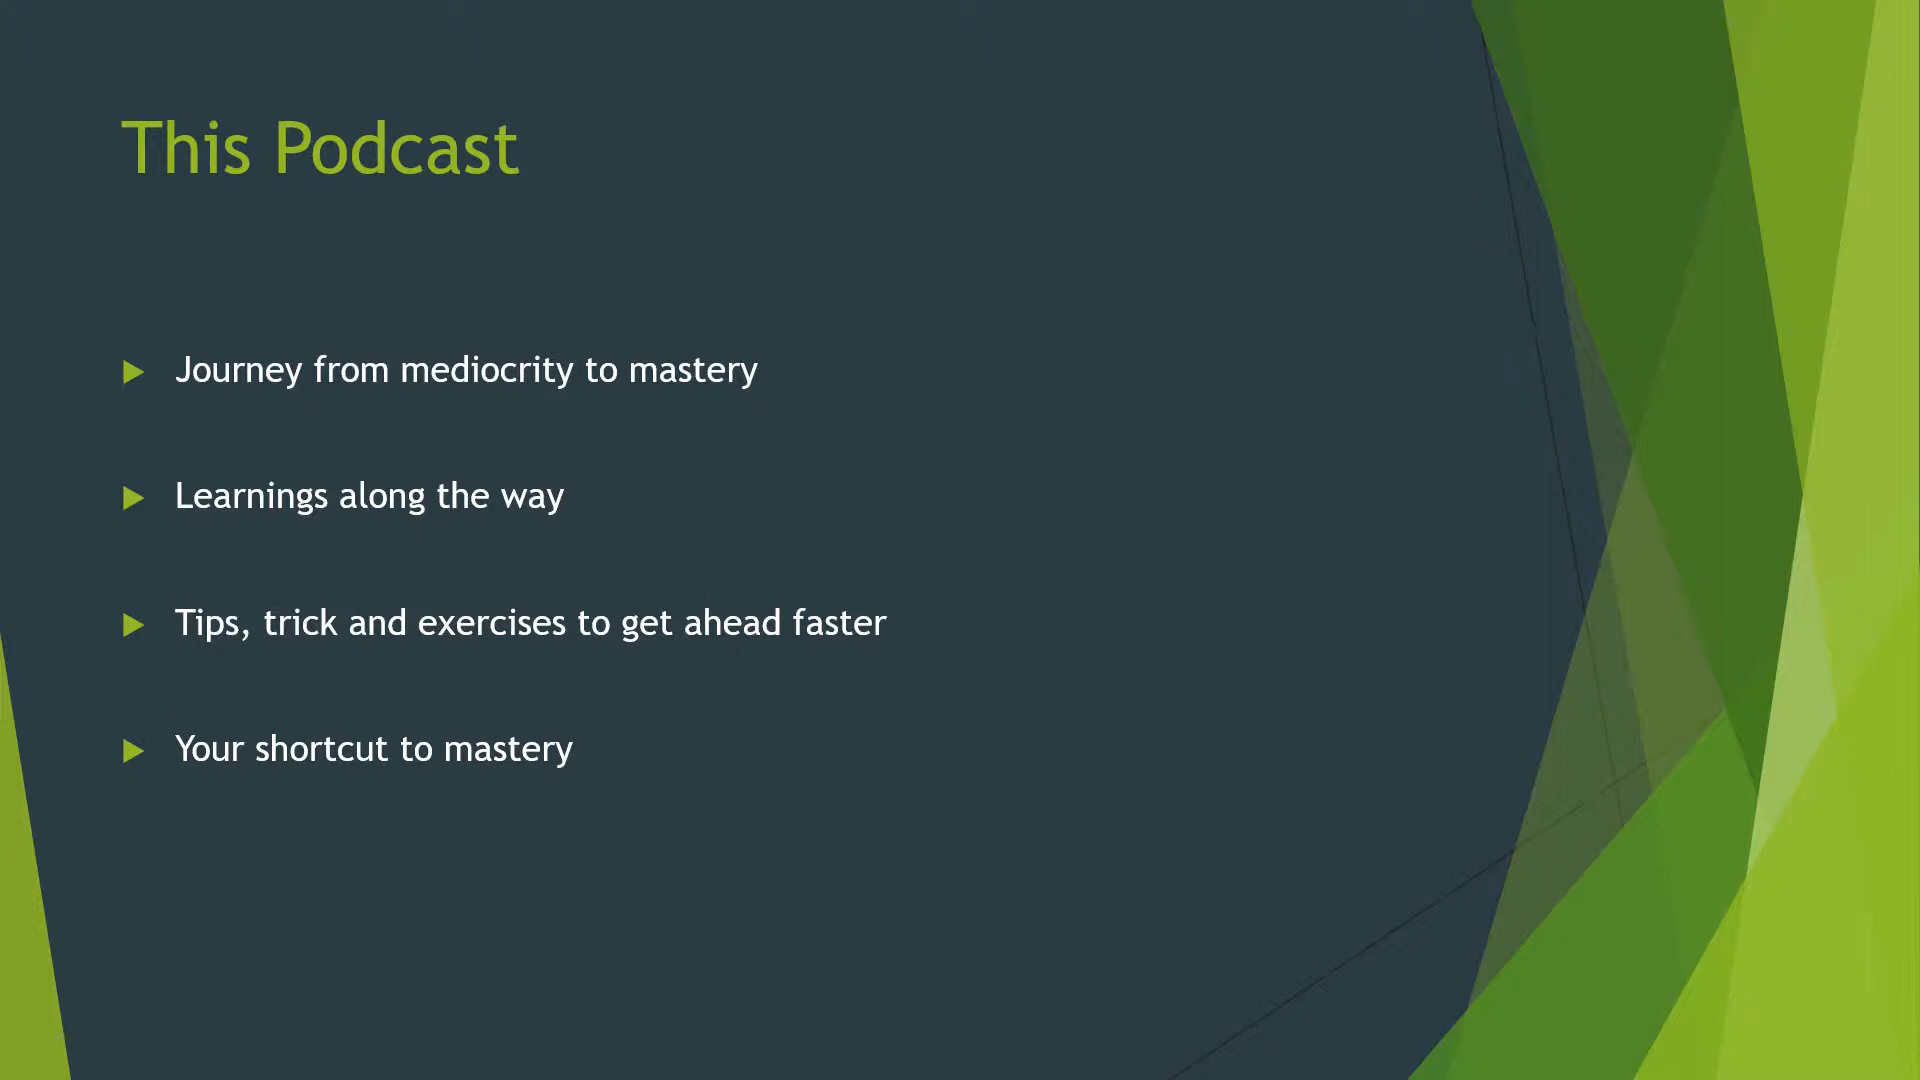 This Podcast
Journey from mediocrity to mastery
Learnings along the way
Tips, trick and exercises to get ahead faster
Your shortcut to mastery